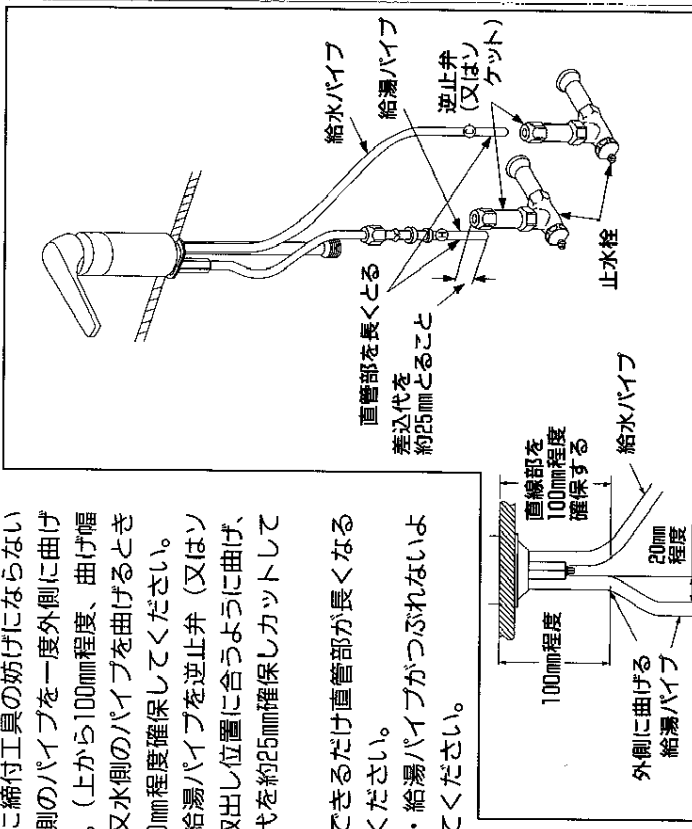 締付工具の妨げにならない
側のパイプを一度外側に曲げ
(上から100mm程度、曲げ幅
又水側のパイプを曲げるとき
0mm程度確保してください。
給湯パイプを逆止弁(又はソ
取出し位置に合うように曲げ、
代を約25mm確保しカットして
できるだけ直管部が長くなる
ください。
・給湯パイプがつぶれないよ
てください。
給水パイプ
給湯パイプ
逆止弁
(又はソ
ケット)
直管部を長くとる
差込代を
約25mmとること
止水栓
直線部を
100mm程度
確保する
100mm程度
給水パイプ
20mm
程度
外側に曲げる
給湯パイプ